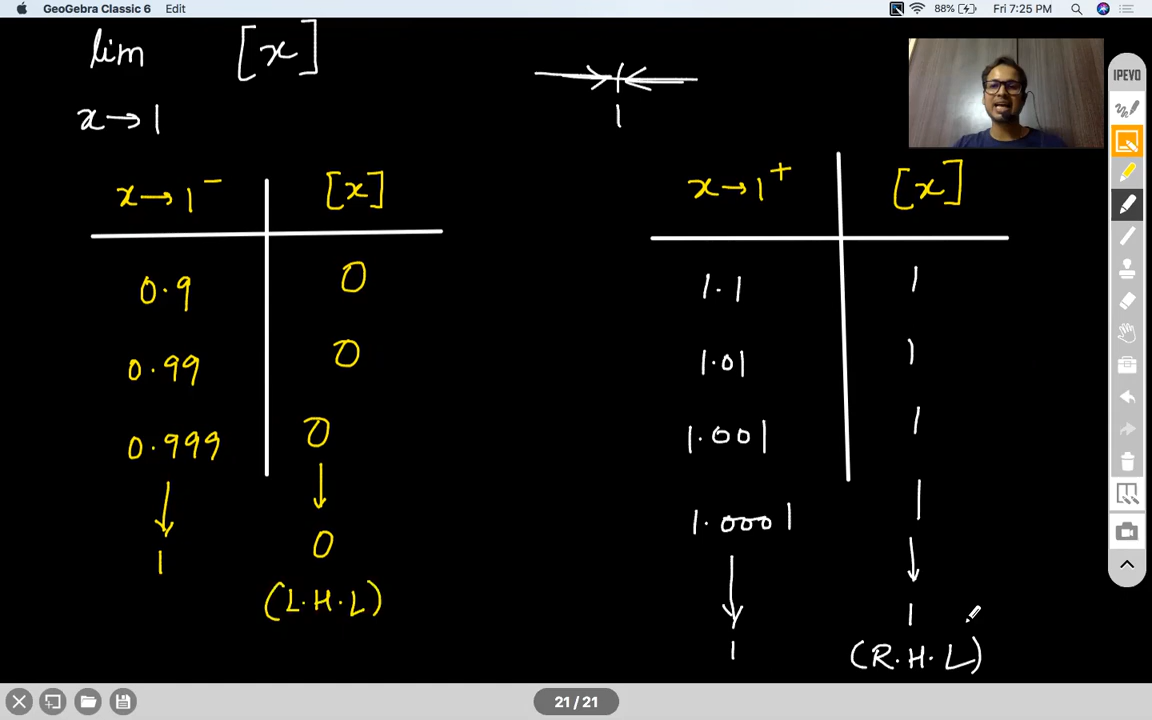 GeoGebra Classic 6 Edit 88% Fri 7:25 PM
lim [x]
x→1
1
IPEVO
x→1⁻ [x]
0.9 0
0.99 0
0.999 0
1 0
(L.H.L)
x→1⁺ [x]
1.1 1
1.01 1
1.001 1
1.0001 1
1 1
(R.H.L)
21 / 21